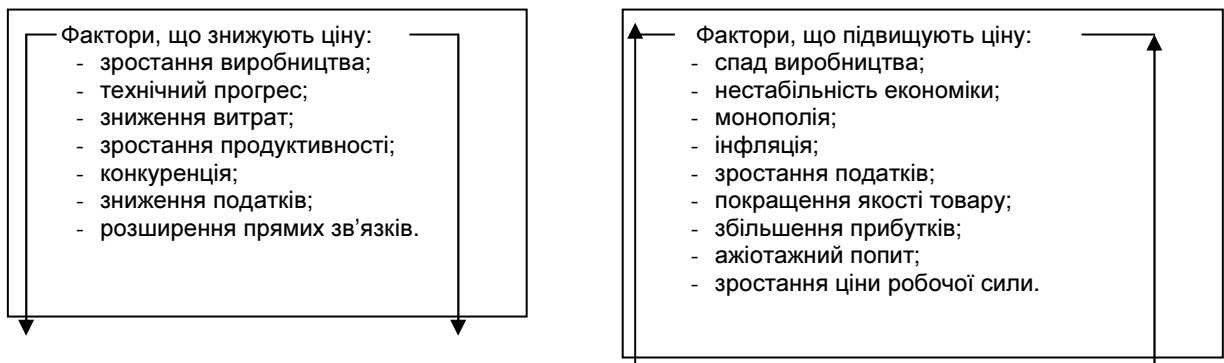 Фактори, що знижують ціну:
- зростання виробництва;
- технічний прогрес;
- зниження витрат;
- зростання продуктивності;
- конкуренція;
- зниження податків;
- розширення прямих зв’язків.
Фактори, що підвищують ціну:
- спад виробництва;
- нестабільність економіки;
- монополія;
- інфляція;
- зростання податків;
- покращення якості товару;
- збільшення прибутків;
- ажіотажний попит;
- зростання ціни робочої сили.